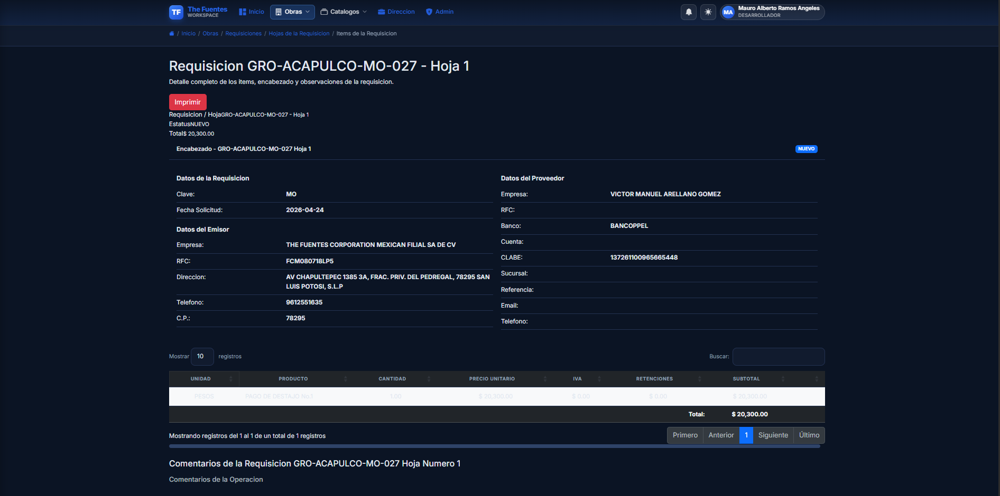 TF The Fuentes WORKSPACE Inicio Obras Catalogos Direccion Admin MA Mauro Alberto Ramos Angeles DESARROLLADOR
/ Inicio / Obras / Requisiciones / Hojas de la Requisicion / Items de la Requisicion
Requisicion GRO-ACAPULCO-MO-027 - Hoja 1
Detalle completo de los items, encabezado y observaciones de la requisicion.
Imprimir
Requisicion / HojaGRO-ACAPULCO-MO-027 - Hoja 1
EstatusNUEVO
Total$ 20,300.00
Encabezado - GRO-ACAPULCO-MO-027 Hoja 1 NUEVO
Datos de la Requisicion
Clave: MO
Fecha Solicitud: 2026-04-24
Datos del Emisor
Empresa: THE FUENTES CORPORATION MEXICAN FILIAL SA DE CV
RFC: FCM080718LP5
Direccion: AV CHAPULTEPEC 1385 3A, FRAC. PRIV. DEL PEDREGAL, 78295 SAN
LUIS POTOSI, S.L.P
Telefono: 9612551635
C.P.: 78295
Datos del Proveedor
Empresa: VICTOR MANUEL ARELLANO GOMEZ
RFC:
Banco: BANCOPPEL
Cuenta:
CLABE: 137261100965665448
Sucursal:
Referencia:
Email:
Telefono:
Mostrar 10 registros Buscar:
UNIDAD PRODUCTO CANTIDAD PRECIO UNITARIO IVA RETENCIONES SUBTOTAL
PESOS PAGO DE DESTAJO No.1 1.00 $ 20,300.00 $ 0.00 $ 0.00 $ 20,300.00
Total: $ 20,300.00
Mostrando registros del 1 al 1 de un total de 1 registros Primero Anterior 1 Siguiente Último
Comentarios de la Requisicion GRO-ACAPULCO-MO-027 Hoja Numero 1
Comentarios de la Operacion